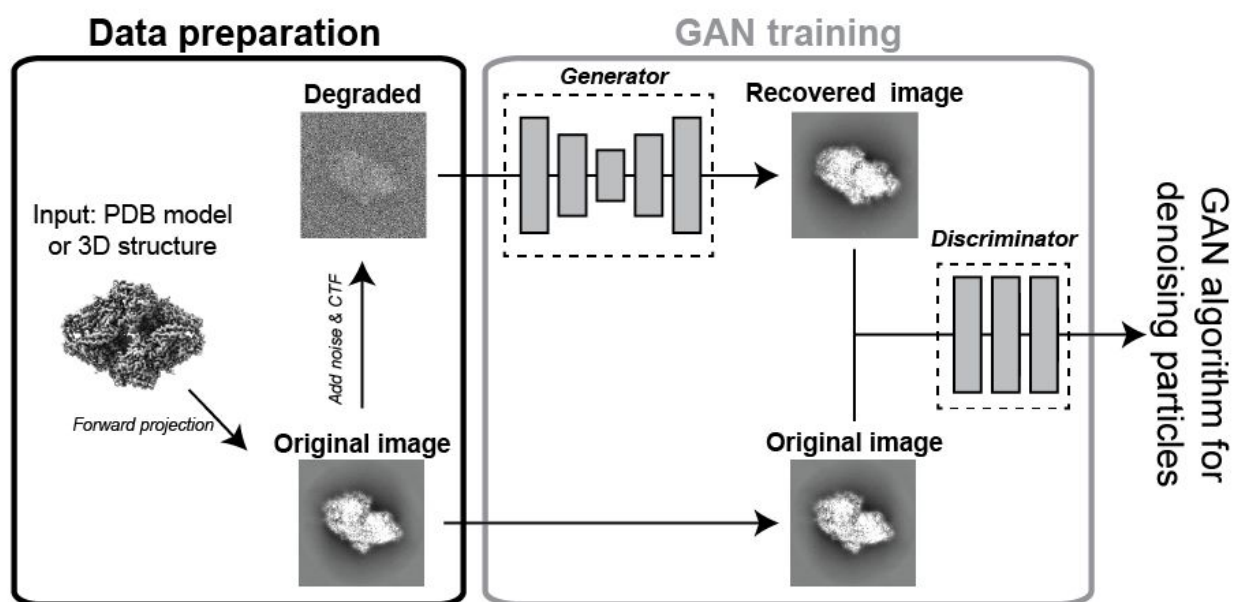 Data preparation
GAN training
Degraded
Generator
Recovered image
Input: PDB model
or 3D structure
Add noise & CTF
Forward projection
Original image
Discriminator
Original image
GAN algorithm for
denoising particles